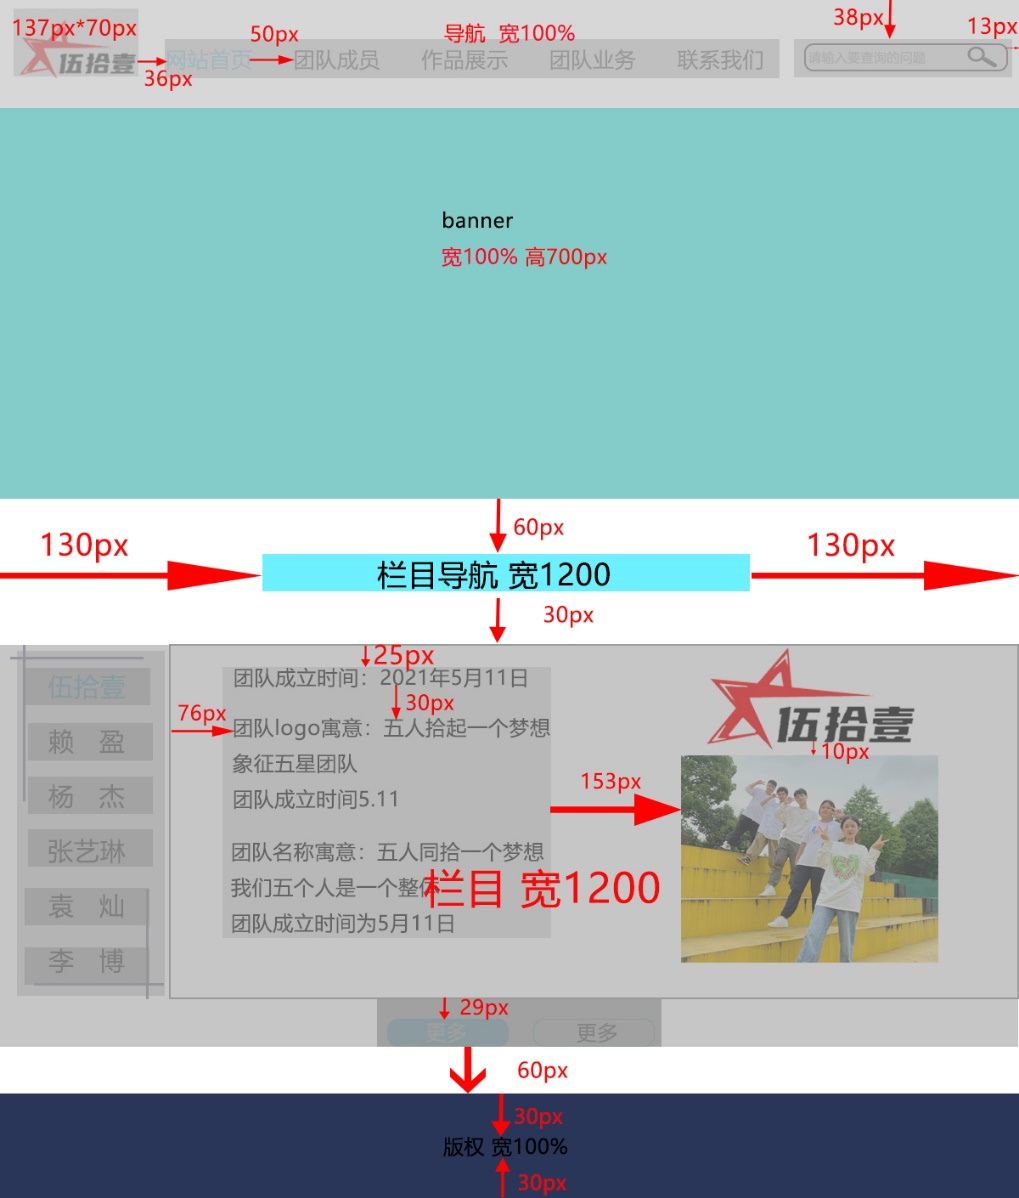 137px*70px
伍拾壹
36px
网站首页
50px
团队成员
导航 宽100%
作品展示
团队业务
联系我们
38px
13px
请输入要查询的问题
banner
宽100% 高700px
60px
130px
栏目导航 宽1200
130px
30px
伍拾壹
赖 盈
杨 杰
张艺琳
袁 灿
李 博
25px
团队成立时间：2021年5月11日
30px
76px
团队logo寓意：五人拾起一个梦想
象征五星团队
团队成立时间5.11
团队名称寓意：五人同拾一个梦想
我们五个人是一个整体
团队成立时间为5月11日
栏目 宽1200
153px
伍拾壹
10px
29px
更多
更多
60px
30px
版权 宽100%
30px